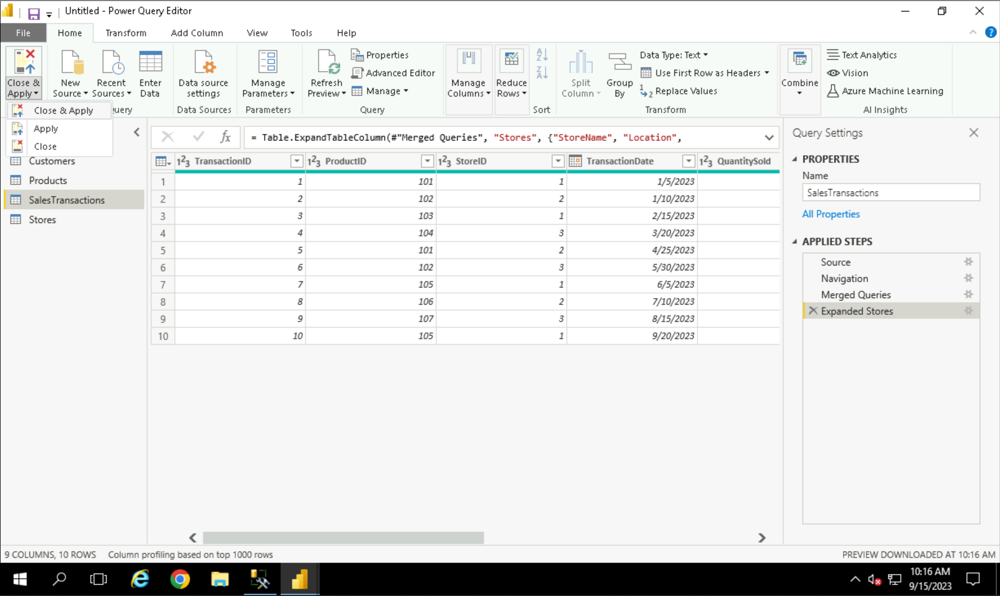 Untitled - Power Query Editor
File Home Transform Add Column View Tools Help
Close & Apply
New Source
Recent Sources
Enter Data
Data source settings
Data Sources
Manage Parameters
Parameters
Refresh Preview
Properties
Advanced Editor
Manage
Query
Manage Columns
Reduce Rows
Sort
Split Column
Group By
Data Type: Text
Use First Row as Headers
Replace Values
Transform
Combine
Text Analytics
Vision
Azure Machine Learning
AI Insights
Close & Apply
Apply
Close
Customers
Products
SalesTransactions
Stores
= Table.ExpandTableColumn(#"Merged Queries", "Stores", {"StoreName", "Location",
TransactionID ProductID StoreID TransactionDate QuantitySold
1 1 101 1 1/5/2023
2 2 102 2 1/10/2023
3 3 103 1 2/15/2023
4 4 104 3 3/20/2023
5 5 101 2 4/25/2023
6 6 102 3 5/30/2023
7 7 105 1 6/5/2023
8 8 106 2 7/10/2023
9 9 107 3 8/15/2023
10 10 105 1 9/20/2023
Query Settings
PROPERTIES
Name
SalesTransactions
All Properties
APPLIED STEPS
Source
Navigation
Merged Queries
Expanded Stores
9 COLUMNS, 10 ROWS Column profiling based on top 1000 rows
PREVIEW DOWNLOADED AT 10:16 AM
10:16 AM
9/15/2023